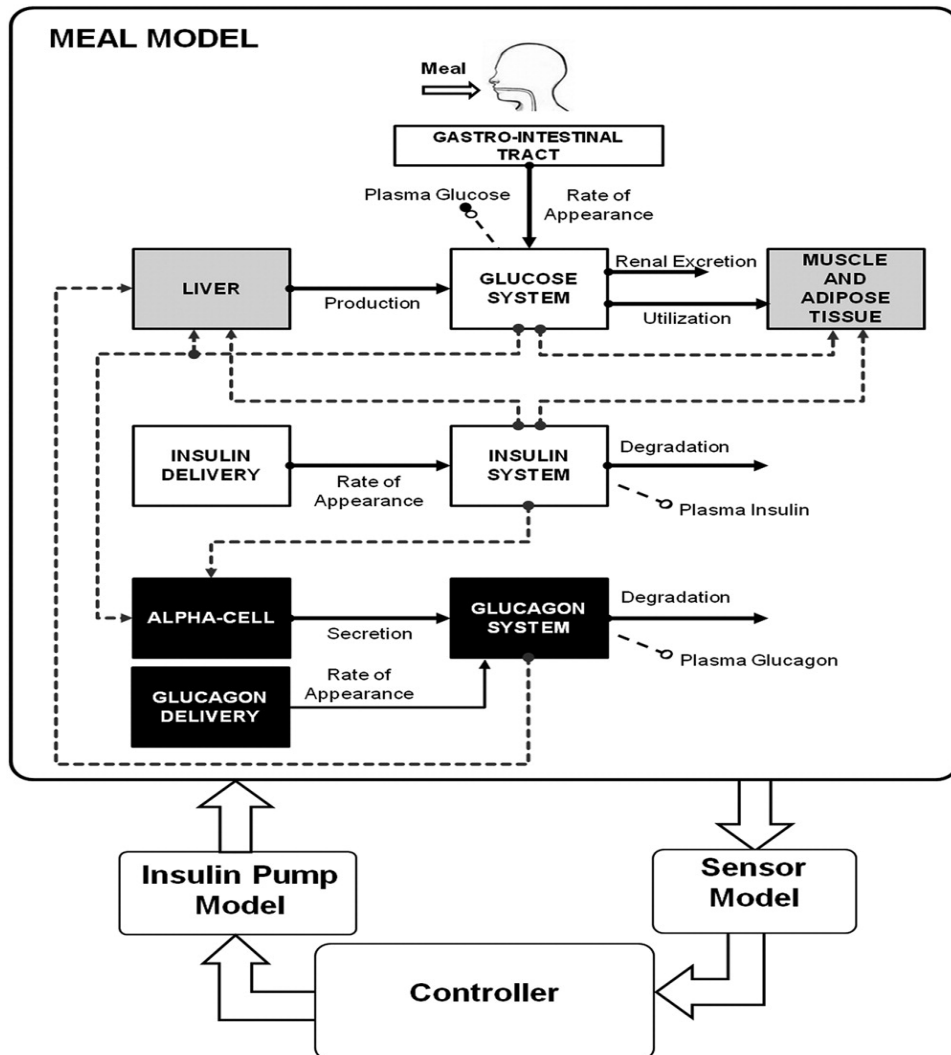 MEAL MODEL
Meal
GASTRO-INTESTINAL
TRACT
Plasma Glucose
Rate of
Appearance
LIVER
Production
GLUCOSE
SYSTEM
Renal Excretion
Utilization
MUSCLE
AND
ADIPOSE
TISSUE
INSULIN
DELIVERY
Rate of
Appearance
INSULIN
SYSTEM
Degradation
Plasma Insulin
ALPHA-CELL
Secretion
GLUCAGON
SYSTEM
Degradation
Plasma Glucagon
GLUCAGON
DELIVERY
Rate of
Appearance
Insulin Pump
Model
Sensor
Model
Controller